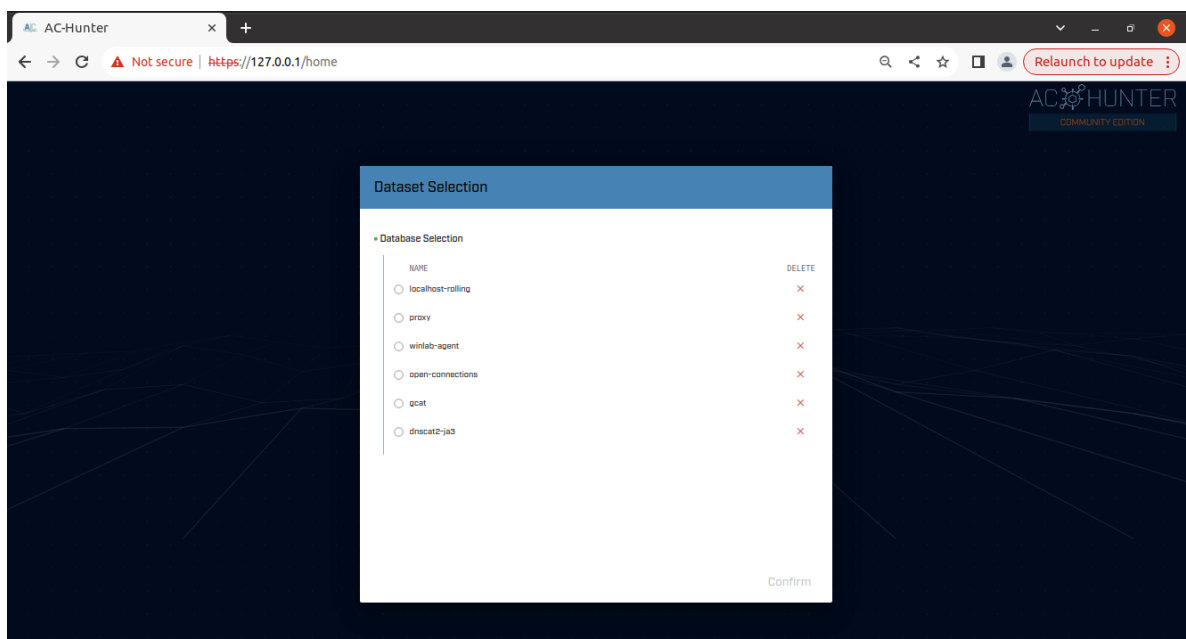 AC-Hunter
Not secure | https://127.0.0.1/home
Relaunch to update
AC HUNTER
COMMUNITY EDITION
Dataset Selection
Database Selection
NAME DELETE
localhost-rolling
proxy
winlab-agent
open-connections
gcat
dnscat2-ja3
Confirm